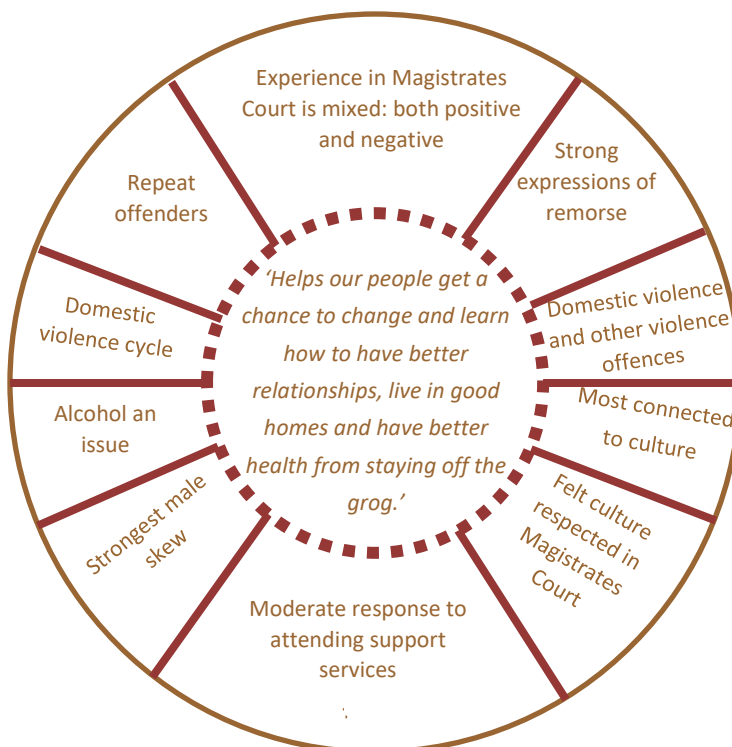 Experience in Magistrates
Court is mixed: both positive
and negative
Strong
expressions of
remorse
Domestic violence
and other violence
offences
Most connected
to culture
Felt culture
respected in
Magistrates
Court
Moderate response to
attending support
services
Strongest male
skew
Alcohol an
issue
Domestic
violence cycle
Repeat
offenders
‘Helps our people get a
chance to change and learn
how to have better
relationships, live in good
homes and have better
health from staying off the
grog.’